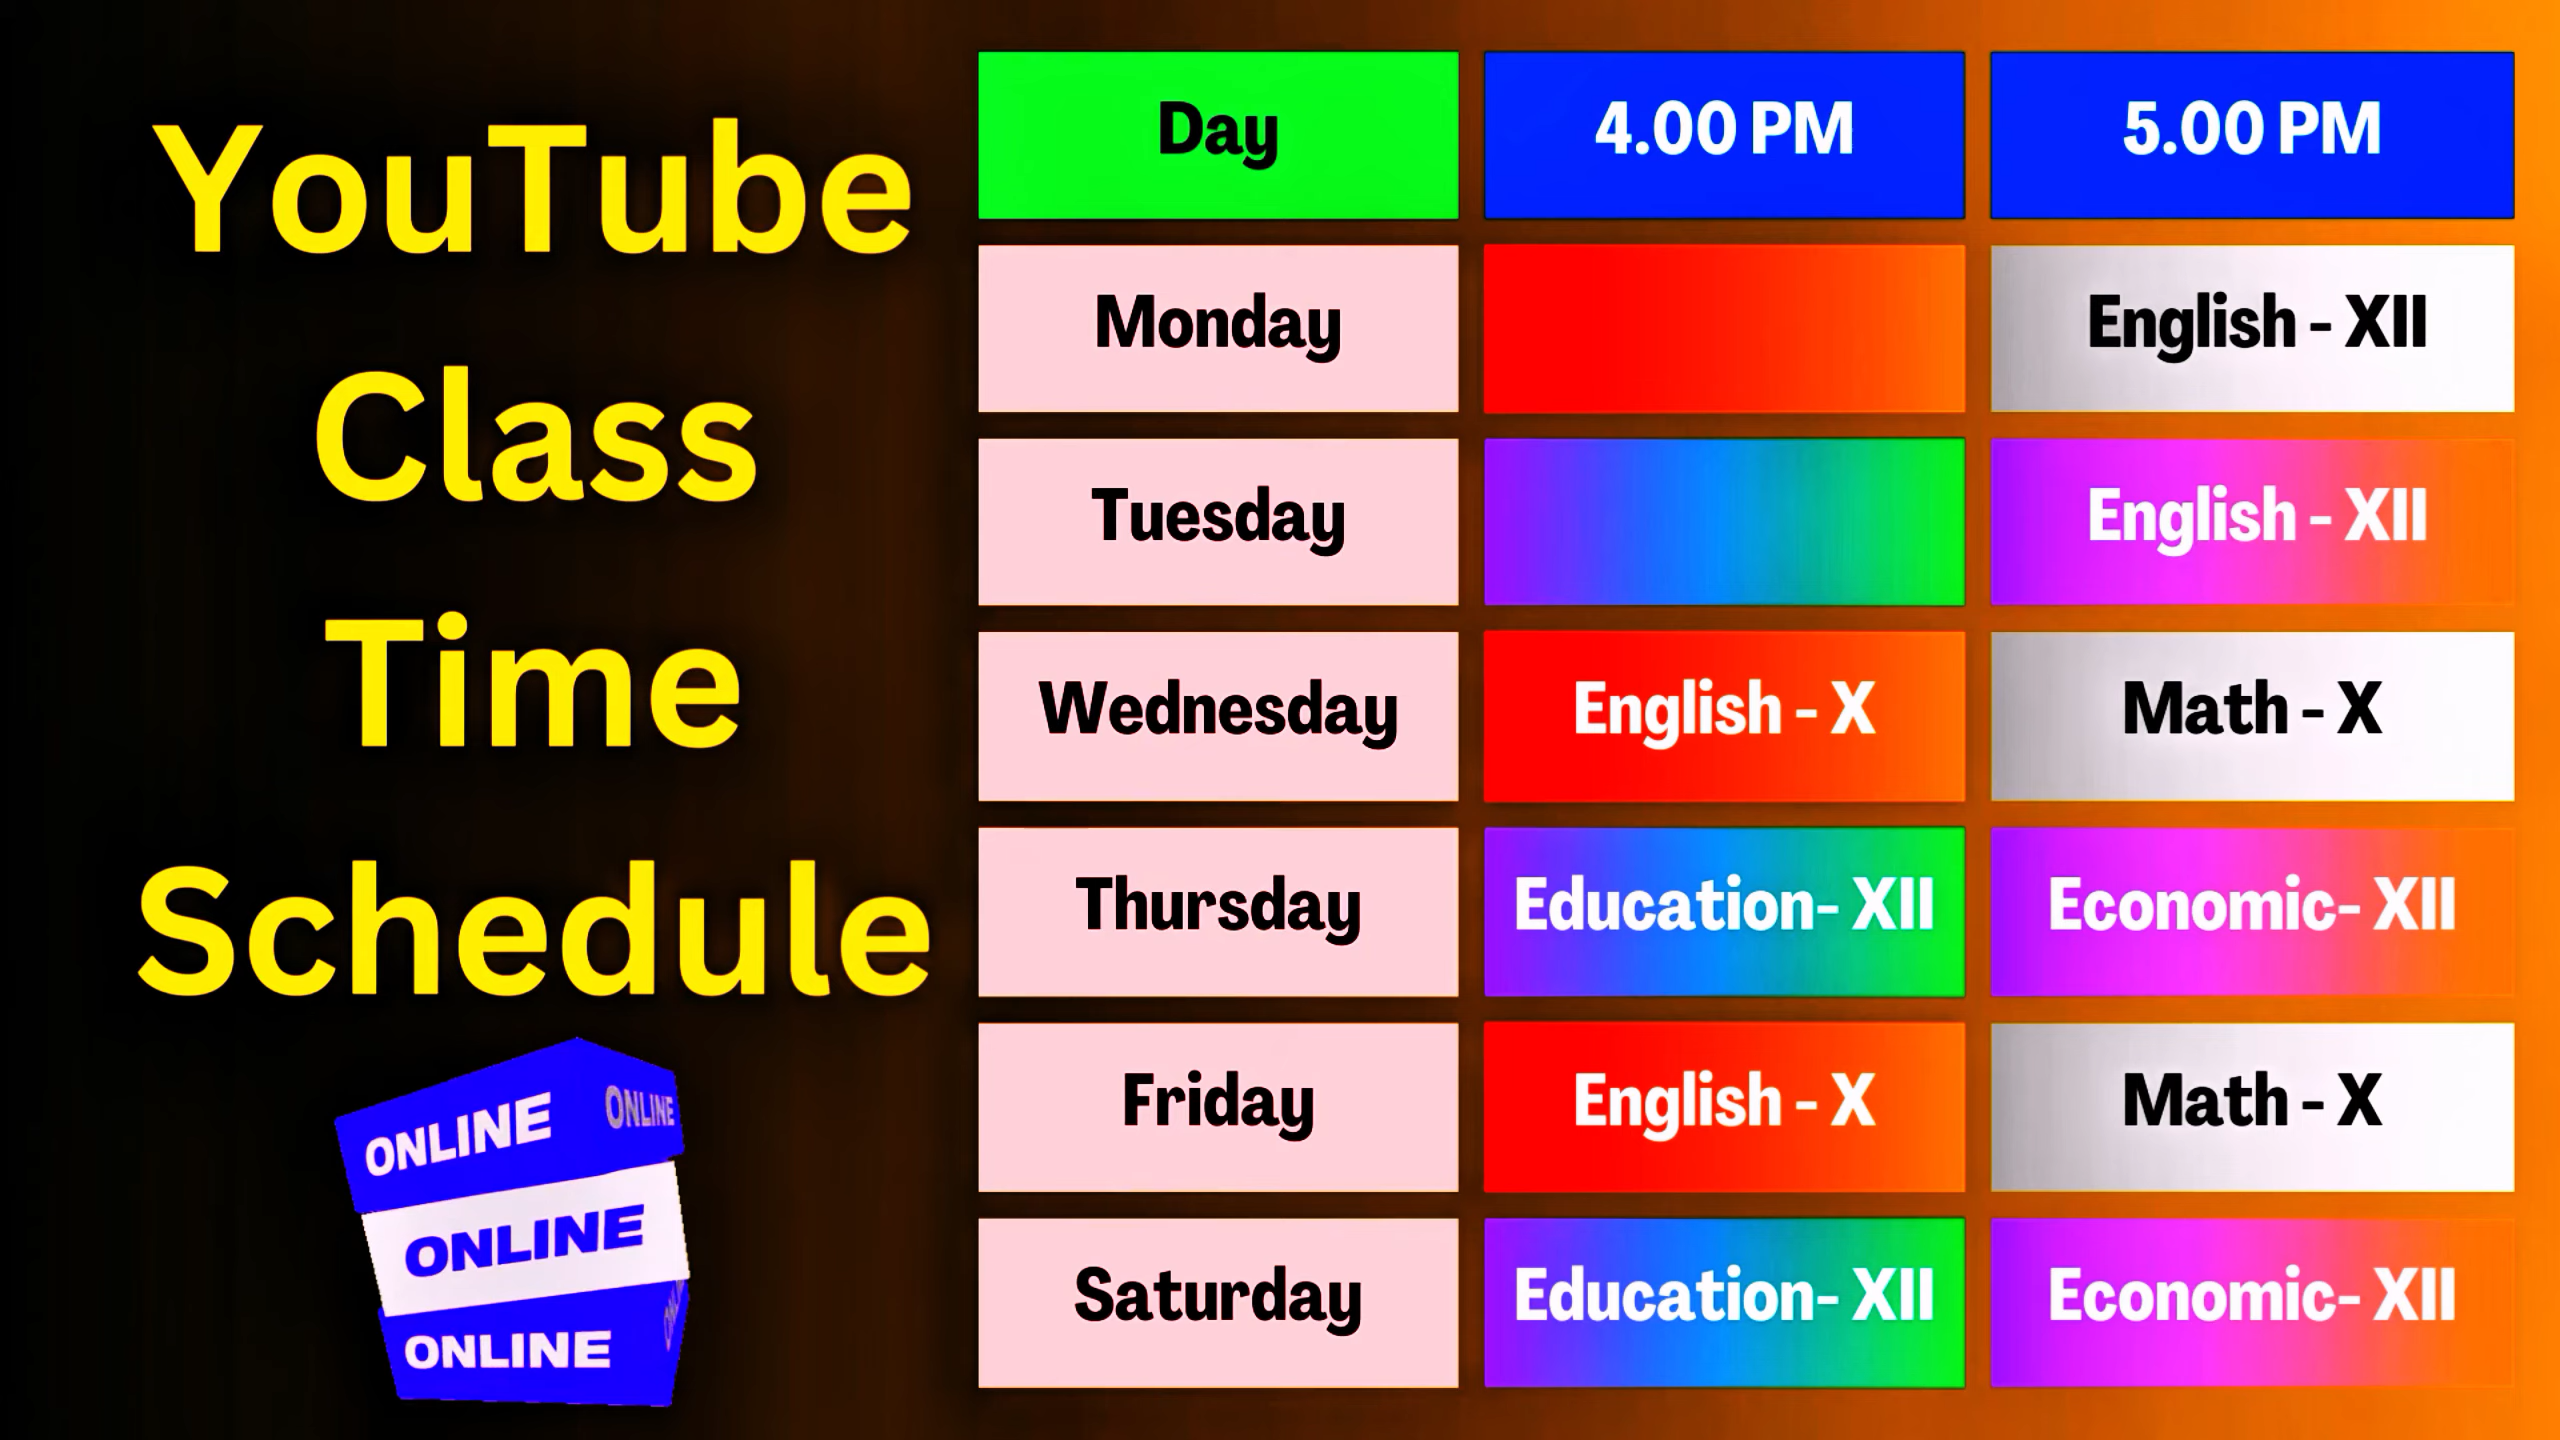 YouTube
Class
Time
Schedule
ONLINE ONLINE
ONLINE
ONLINE
Day 4.00 PM 5.00 PM
Monday English - XII
Tuesday English - XII
Wednesday English - X Math - X
Thursday Education- XII Economic- XII
Friday English - X Math - X
Saturday Education- XII Economic- XII